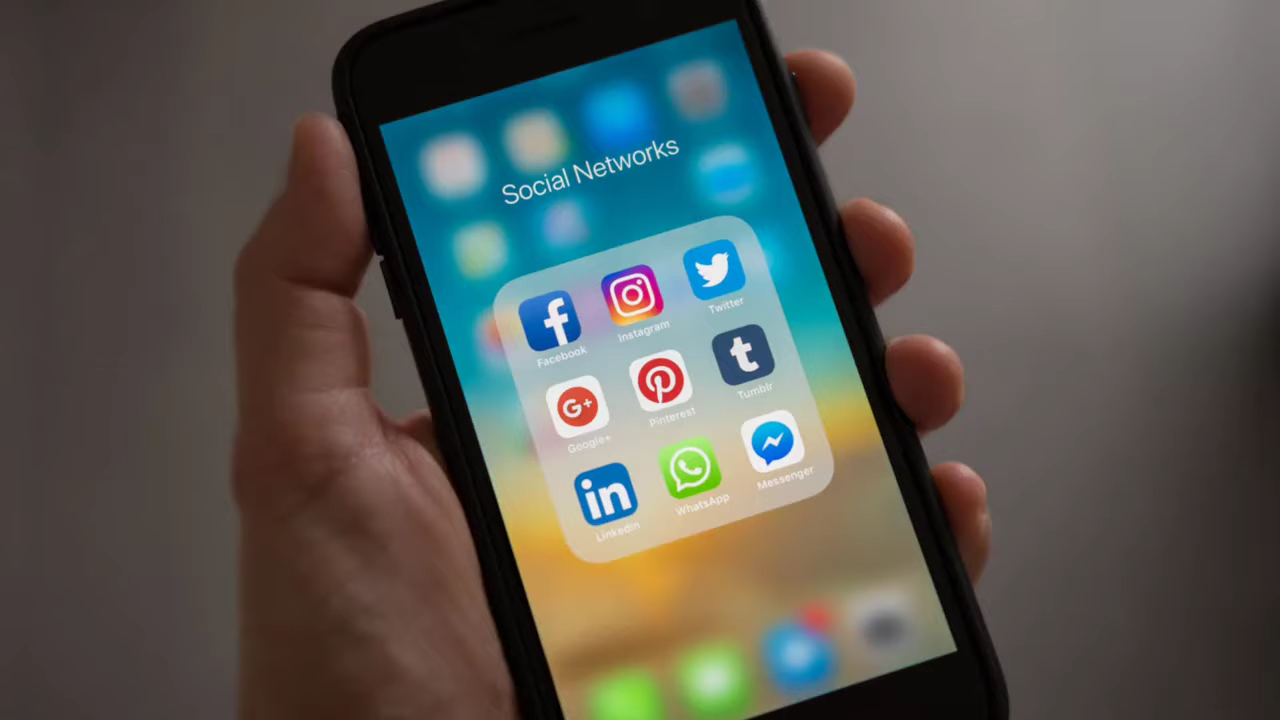 Social Networks
Facebook
Instagram
Twitter
Google+
Pinterest
Tumblr
LinkedIn
WhatsApp
Messenger